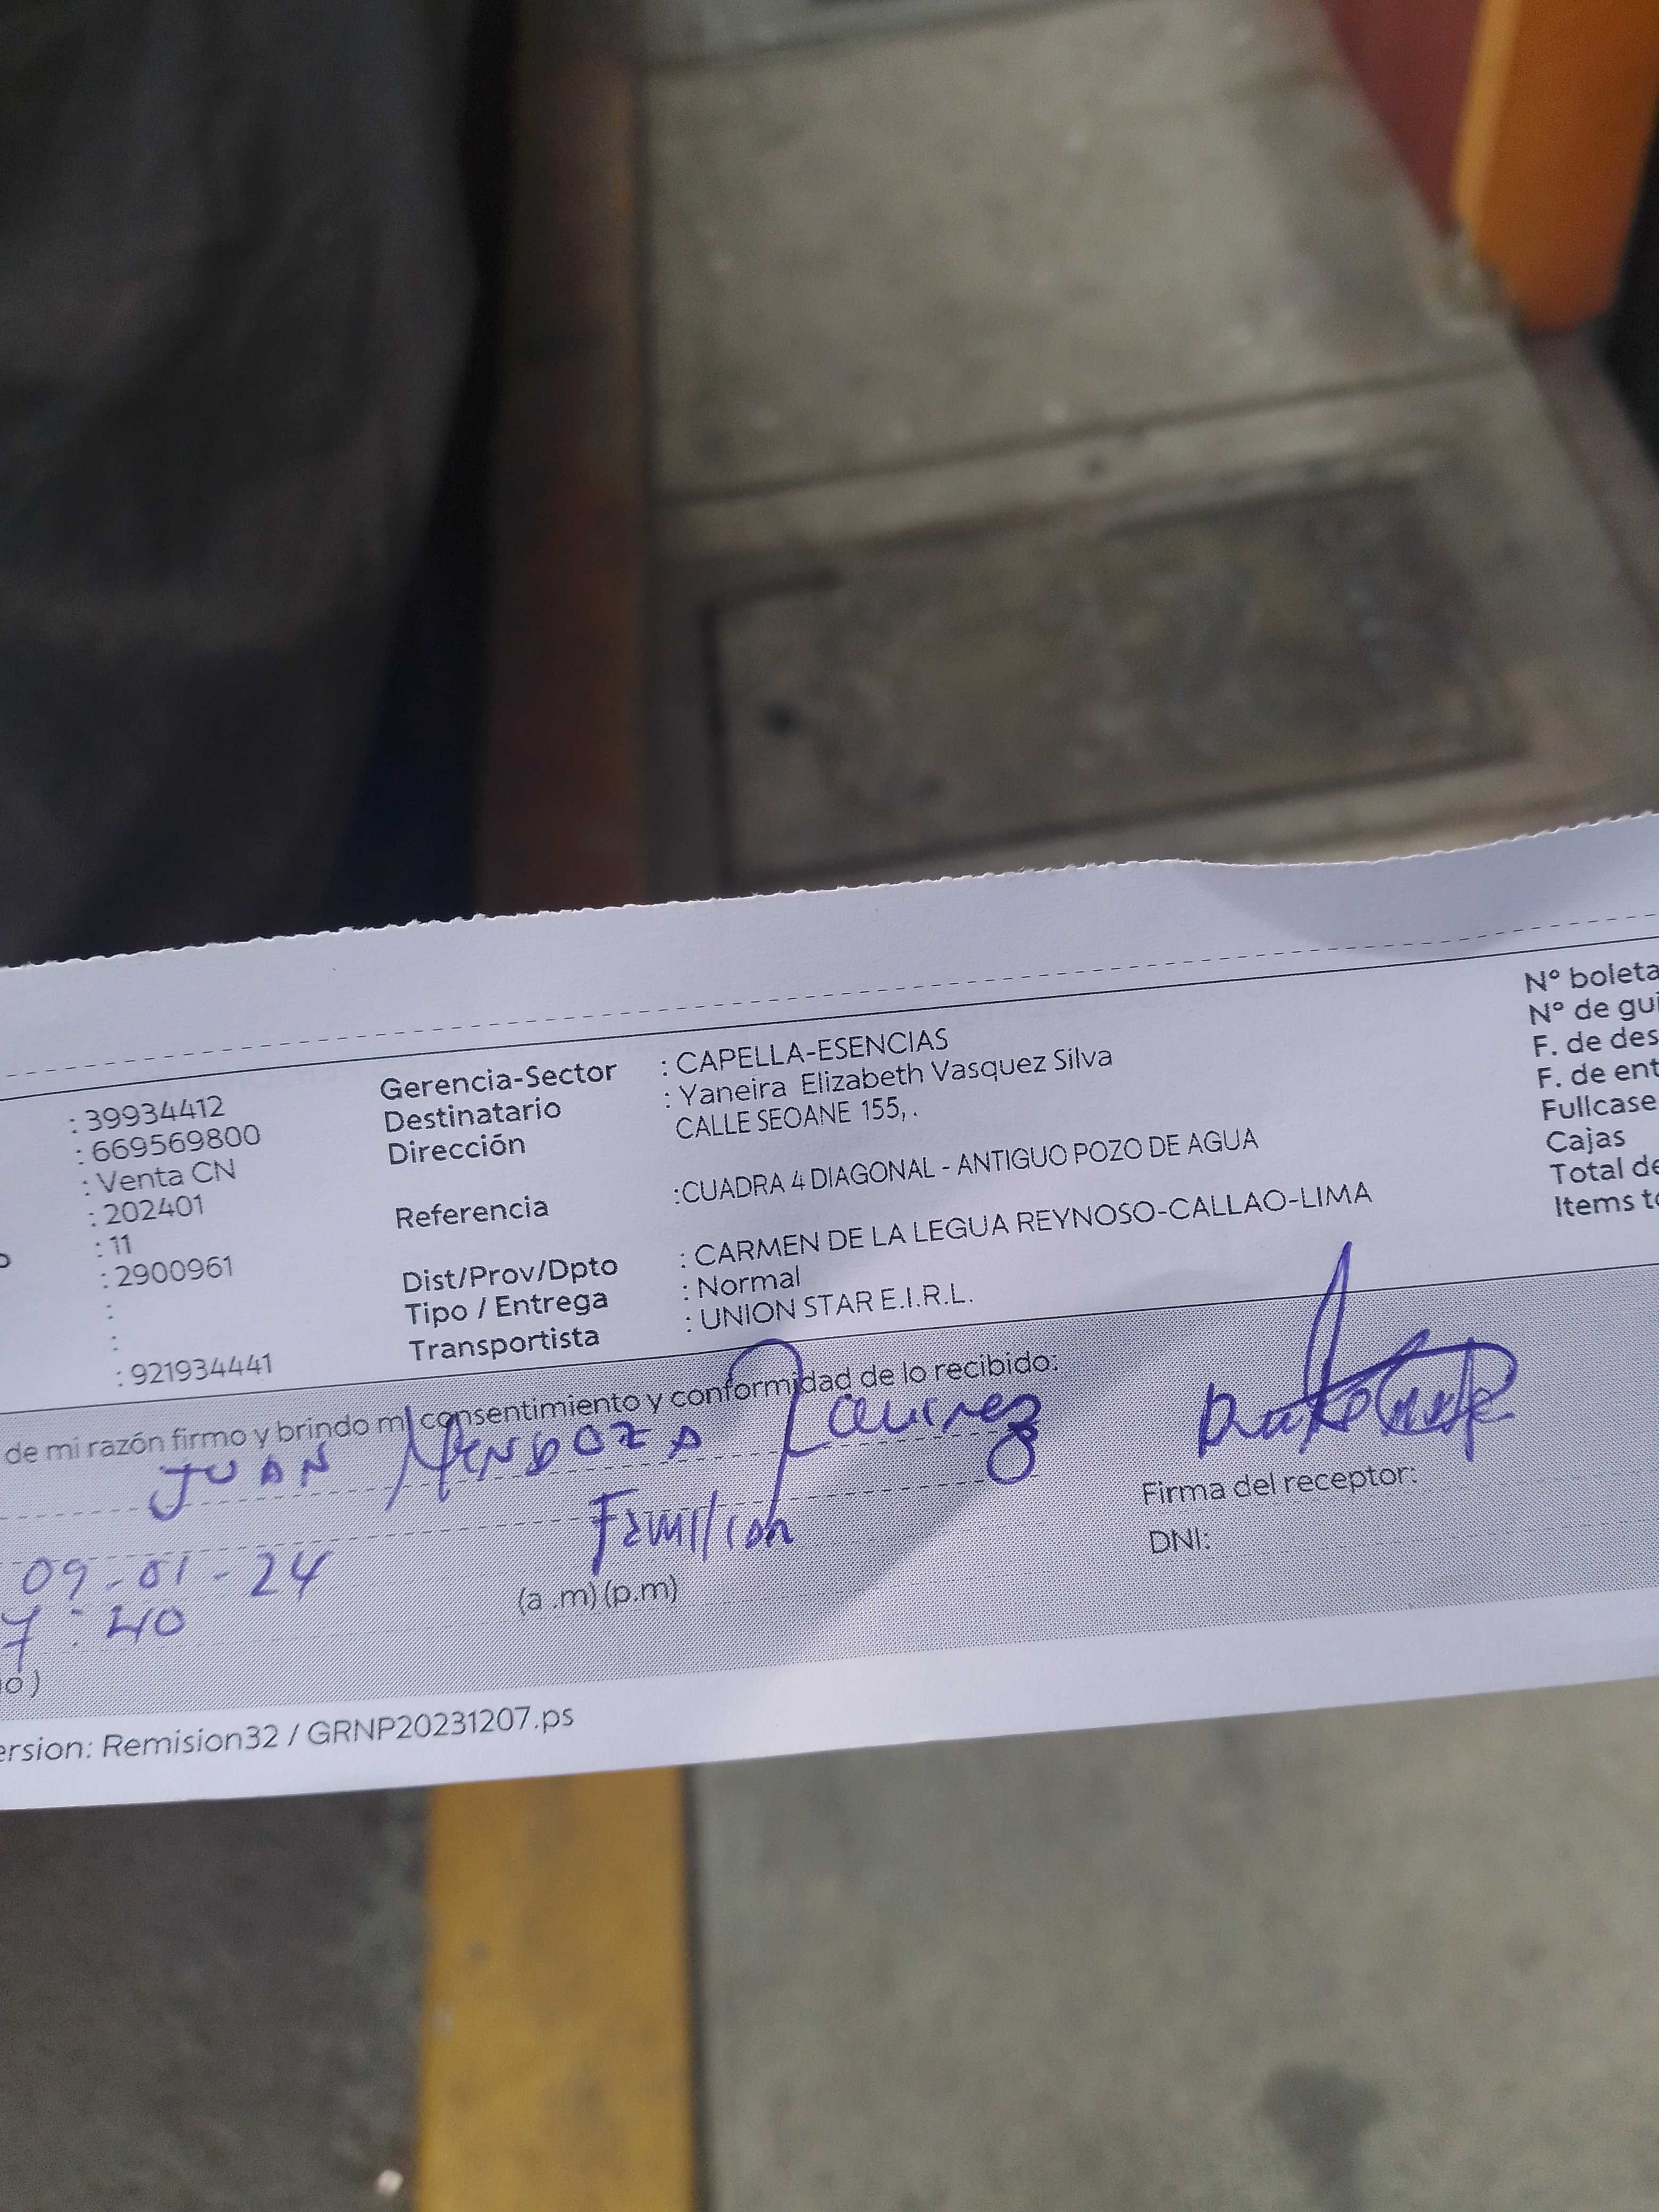 : 39934412
: 669569800
: Venta CN
: 202401
: 11
: 2900961
:
:
: 921934441
Gerencia-Sector : CAPELLA-ESENCIAS
Destinatario : Yaneira Elizabeth Vasquez Silva
Dirección CALLE SEOANE 155,.
Referencia :CUADRA 4 DIAGONAL - ANTIGUO POZO DE AGUA
Dist/Prov/Dpto : CARMEN DE LA LEGUA REYNOSO-CALLAO-LIMA
Tipo / Entrega : Normal
Transportista : UNION STAR E.I.R.L.
N° boleta
N° de gui
F. de des
F. de ent
Fullcase
Cajas
Total de
Items to
de mi razón firmo y brindo mi consentimiento y conformidad de lo recibido:
JUAN MENDOZA Ramirez
Familiar
09-01-24
7:40
(a .m) (p.m)
Firma del receptor:
DNI:
o)
ersion: Remision32 / GRNP20231207.ps